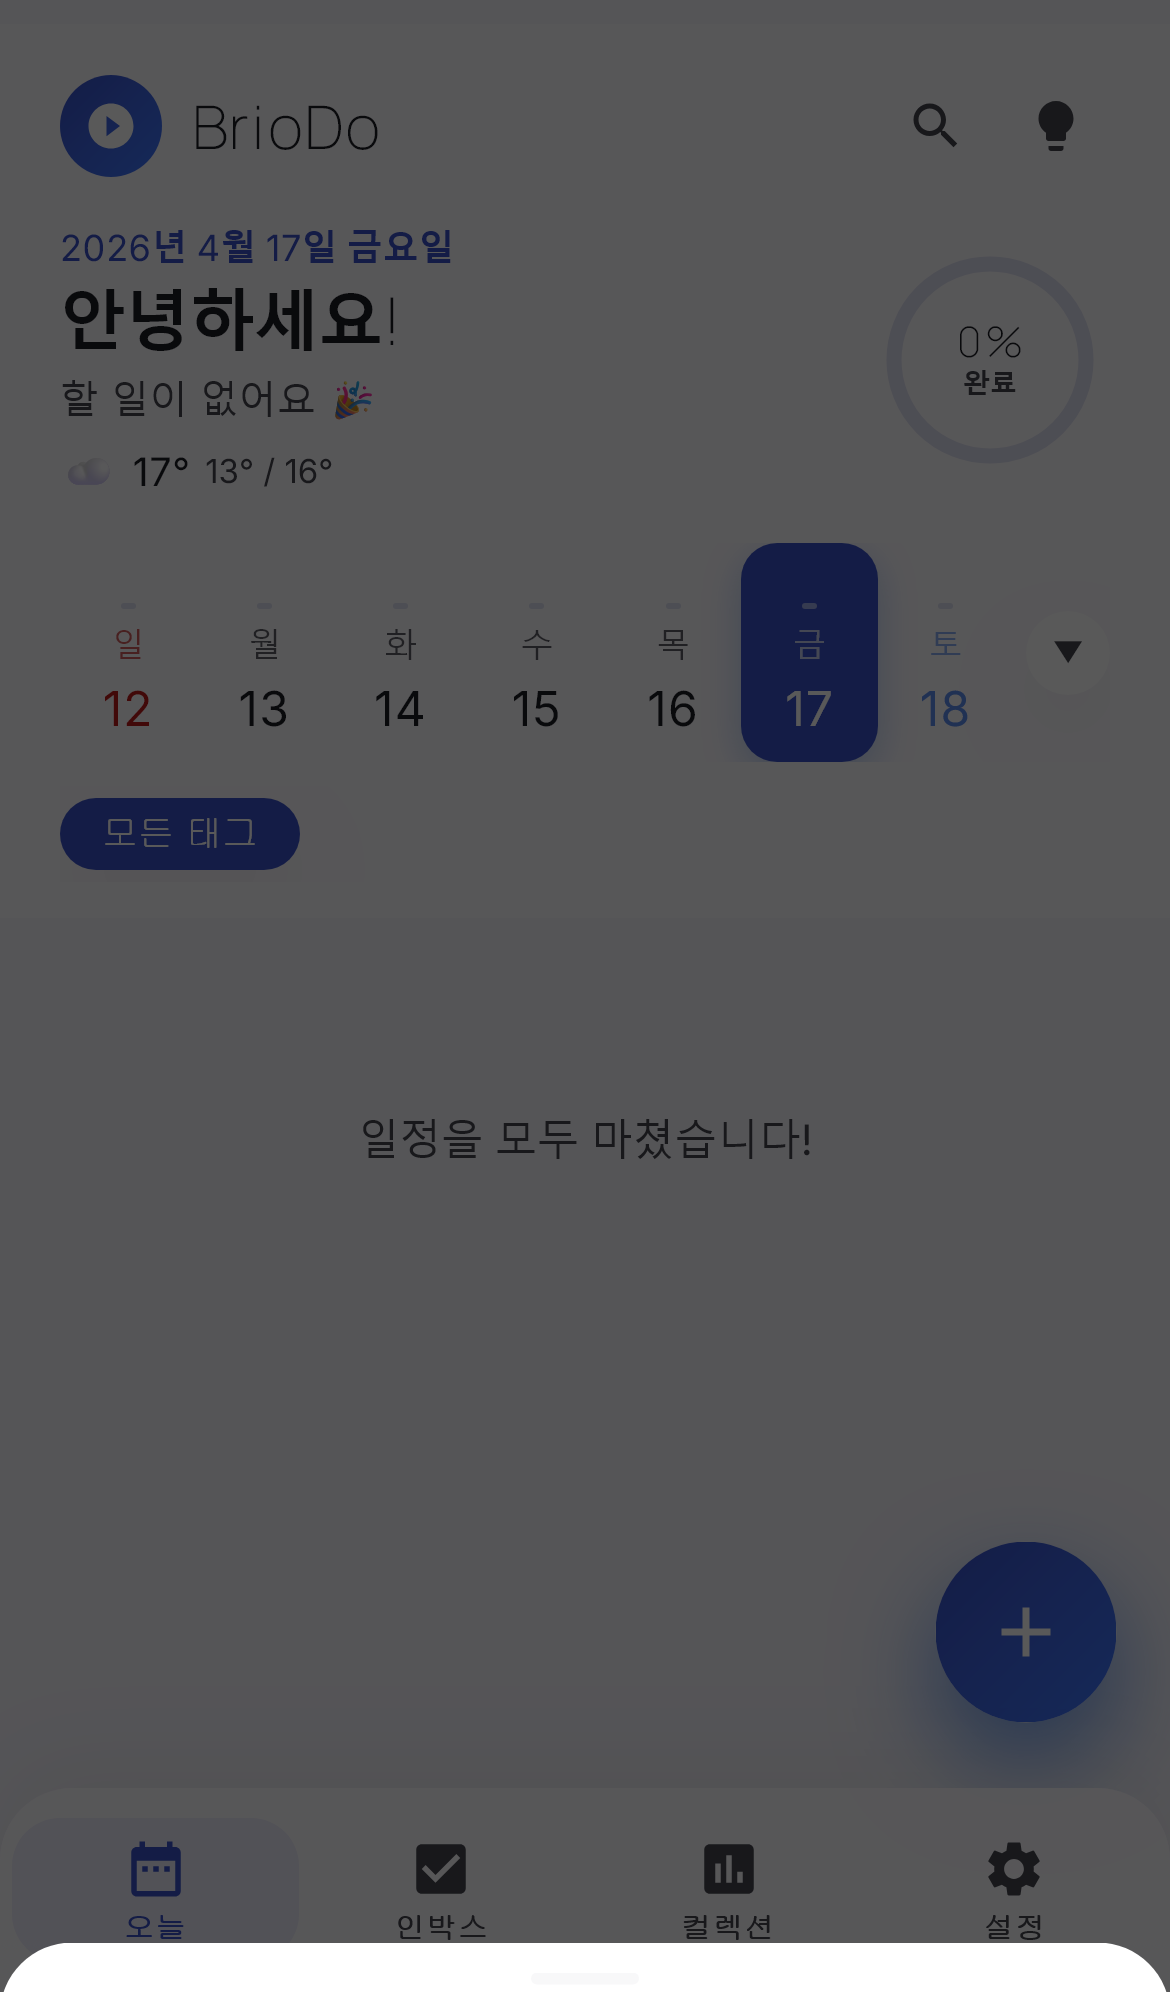 BrioDo
2026년 4월 17일 금요일
안녕하세요!
할 일이 없어요 🎉
0%
완료
17° 13° / 16°
일 월 화 수 목 금 토
12 13 14 15 16 17 18
모든 태그
일정을 모두 마쳤습니다!
오늘 인박스 컬렉션 설정